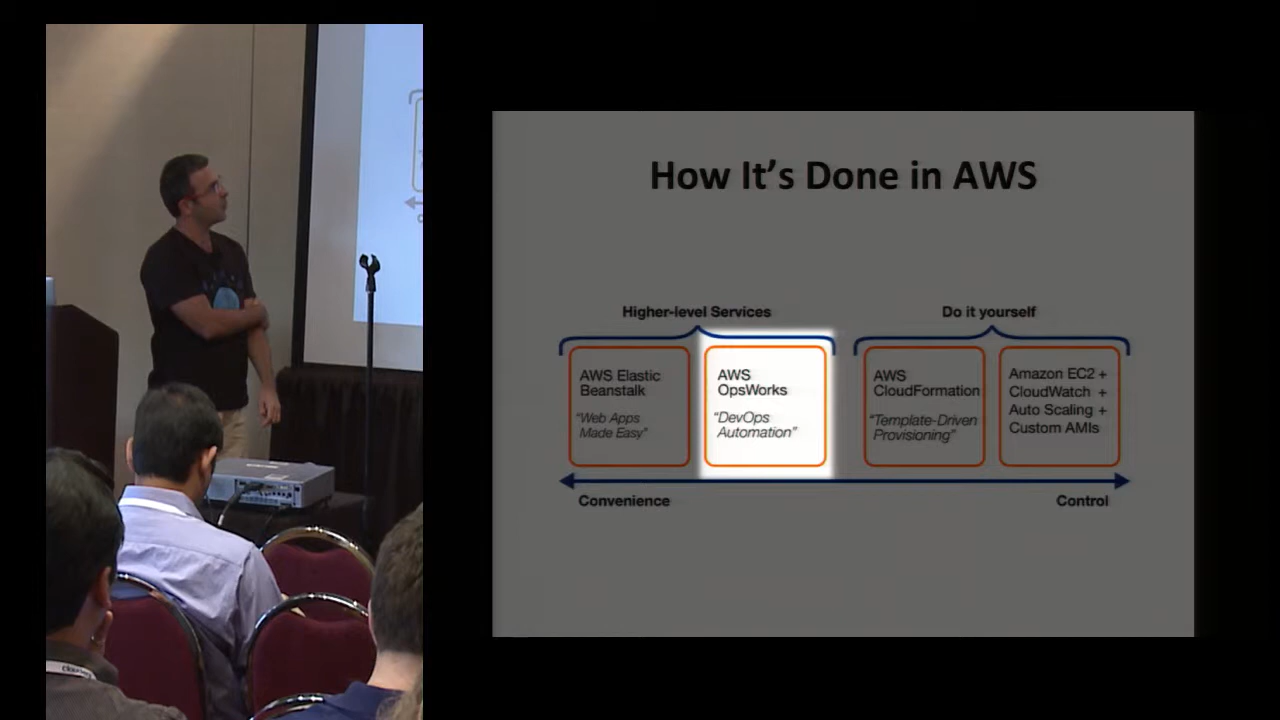 How It's Done in AWS
Higher-level Services
Do it yourself
AWS Elastic
Beanstalk
"Web Apps
Made Easy"
AWS
OpsWorks
"DevOps
Automation"
AWS
CloudFormation
"Template-Driven
Provisioning"
Amazon EC2 +
CloudWatch +
Auto Scaling +
Custom AMIs
Convenience
Control